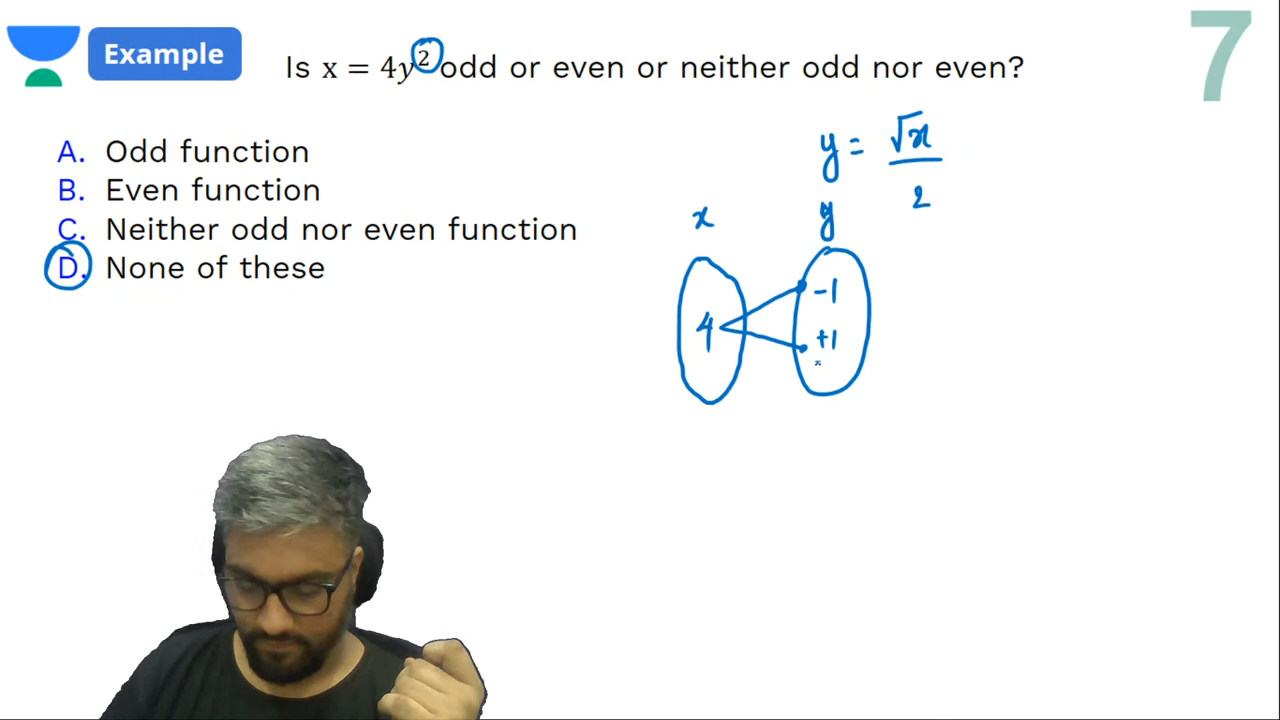 Example
Is x = 4y² odd or even or neither odd nor even?
7
A. Odd function
B. Even function
C. Neither odd nor even function
D. None of these
y = √x / 2
x y
4
-1
+1